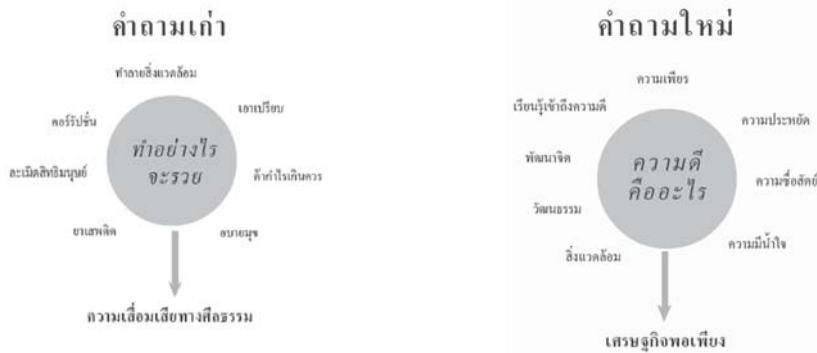 คำถามเก่า
ทำลายสิ่งแวดล้อม
คอร์รัปชั่น
เอาเปรียบ
ทำอย่างไร
จะรวย
ละเมิดสิทธิมนุษย์
ค้ากำไรเกินควร
ยาเสพติด
อบายมุข
ความเสื่อมเสียทางศีลธรรม
คำถามใหม่
ความเพียร
เรียนรู้เข้าถึงความดี
ความประหยัด
พัฒนาจิต
ความดี
คืออะไร
ความซื่อสัตย์
วัฒนธรรม
สิ่งแวดล้อม
ความมีน้ำใจ
เศรษฐกิจพอเพียง